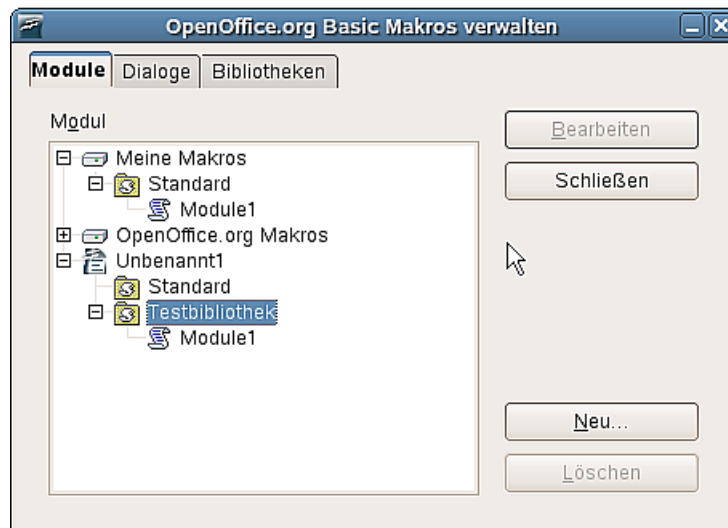 OpenOffice.org Basic Makros verwalten
Module Dialoge Bibliotheken
Modul
Bearbeiten
Schließen
Meine Makros
Standard
Module1
OpenOffice.org Makros
Unbenannt1
Standard
Testbibliothek
Module1
Neu...
Löschen